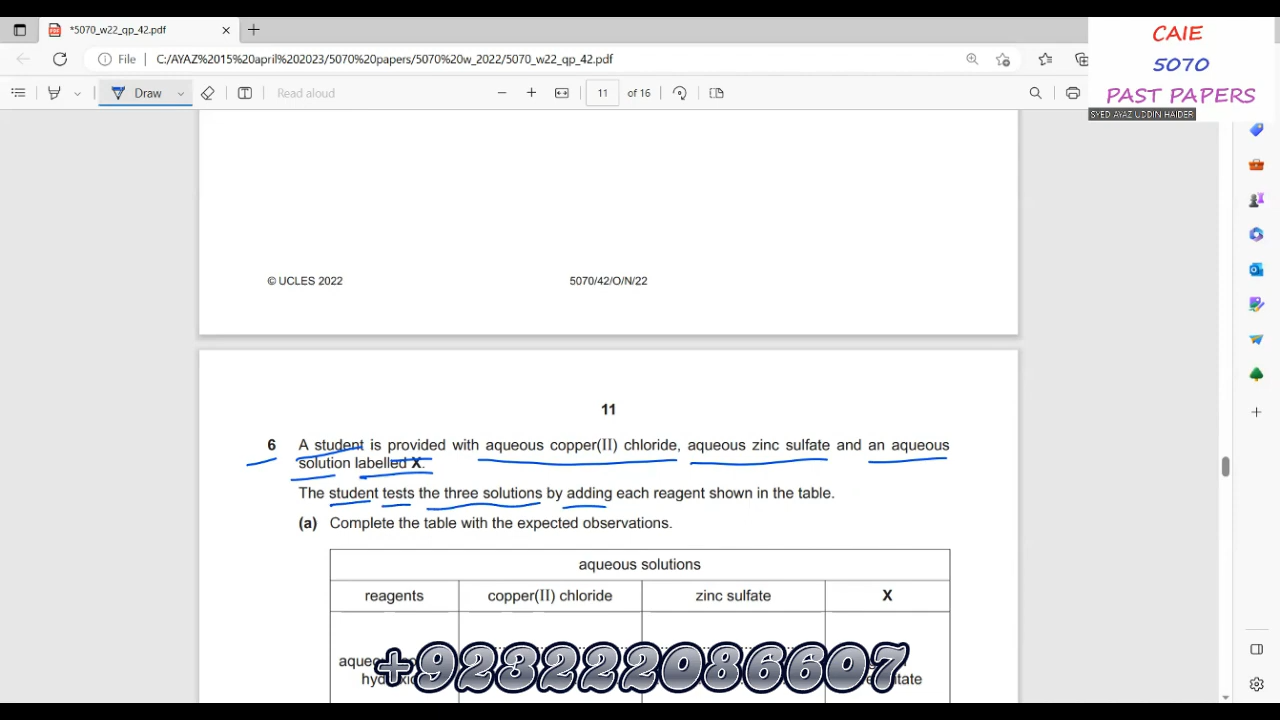 *5070_w22_qp_42.pdf
File C:/AYAZ%2015%20april%202023/5070%20papers/5070%20w_2022/5070_w22_qp_42.pdf
CAIE
5070
PAST PAPERS
SYED AYAZ UDDIN HAIDER
Draw
Read aloud
11 of 16
© UCLES 2022
5070/42/O/N/22
11
6 A student is provided with aqueous copper(II) chloride, aqueous zinc sulfate and an aqueous
solution labelled X.
The student tests the three solutions by adding each reagent shown in the table.
(a) Complete the table with the expected observations.
aqueous solutions
reagents copper(II) chloride zinc sulfate X
+923222086607